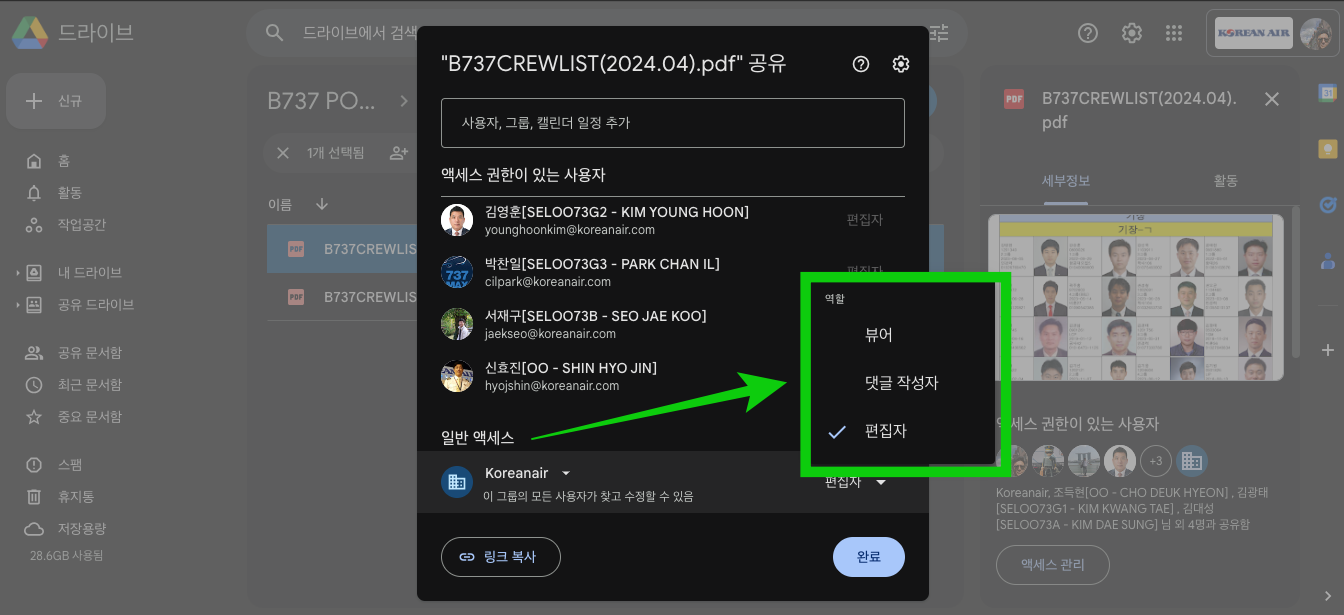 드라이브
드라이브에서 검색
KOREAN AIR
신규
홈
활동
작업공간
내 드라이브
공유 드라이브
공유 문서함
최근 문서함
중요 문서함
스팸
휴지통
저장용량
28.6GB 사용됨
B737 PO...
1개 선택됨
이름
PDF B737CREWLIS
PDF B737CREWLIS
"B737CREWLIST(2024.04).pdf" 공유
사용자, 그룹, 캘린더 일정 추가
액세스 권한이 있는 사용자
김영훈[SELOO73G2 - KIM YOUNG HOON]
younghoonkim@koreanair.com
편집자
박찬일[SELOO73G3 - PARK CHAN IL]
cilpark@koreanair.com
편집자
737
MAX
서재구[SELOO73B - SEO JAE KOO]
jaekseo@koreanair.com
신효진[OO - SHIN HYO JIN]
hyojshin@koreanair.com
역할
뷰어
댓글 작성자
편집자
일반 액세스
Koreanair
이 그룹의 모든 사용자가 찾고 수정할 수 있음
편집자
링크 복사
완료
PDF
B737CREWLIST(2024.04).
pdf
세부정보
활동
기장
기장-ㄱ
액세스 권한이 있는 사용자
+3
Koreanair, 조득현[OO - CHO DEUK HYEON] , 김광태
[SELOO73G1 - KIM KWANG TAE] , 김대성
[SELOO73A - KIM DAE SUNG] 님 외 4명과 공유함
액세스 관리